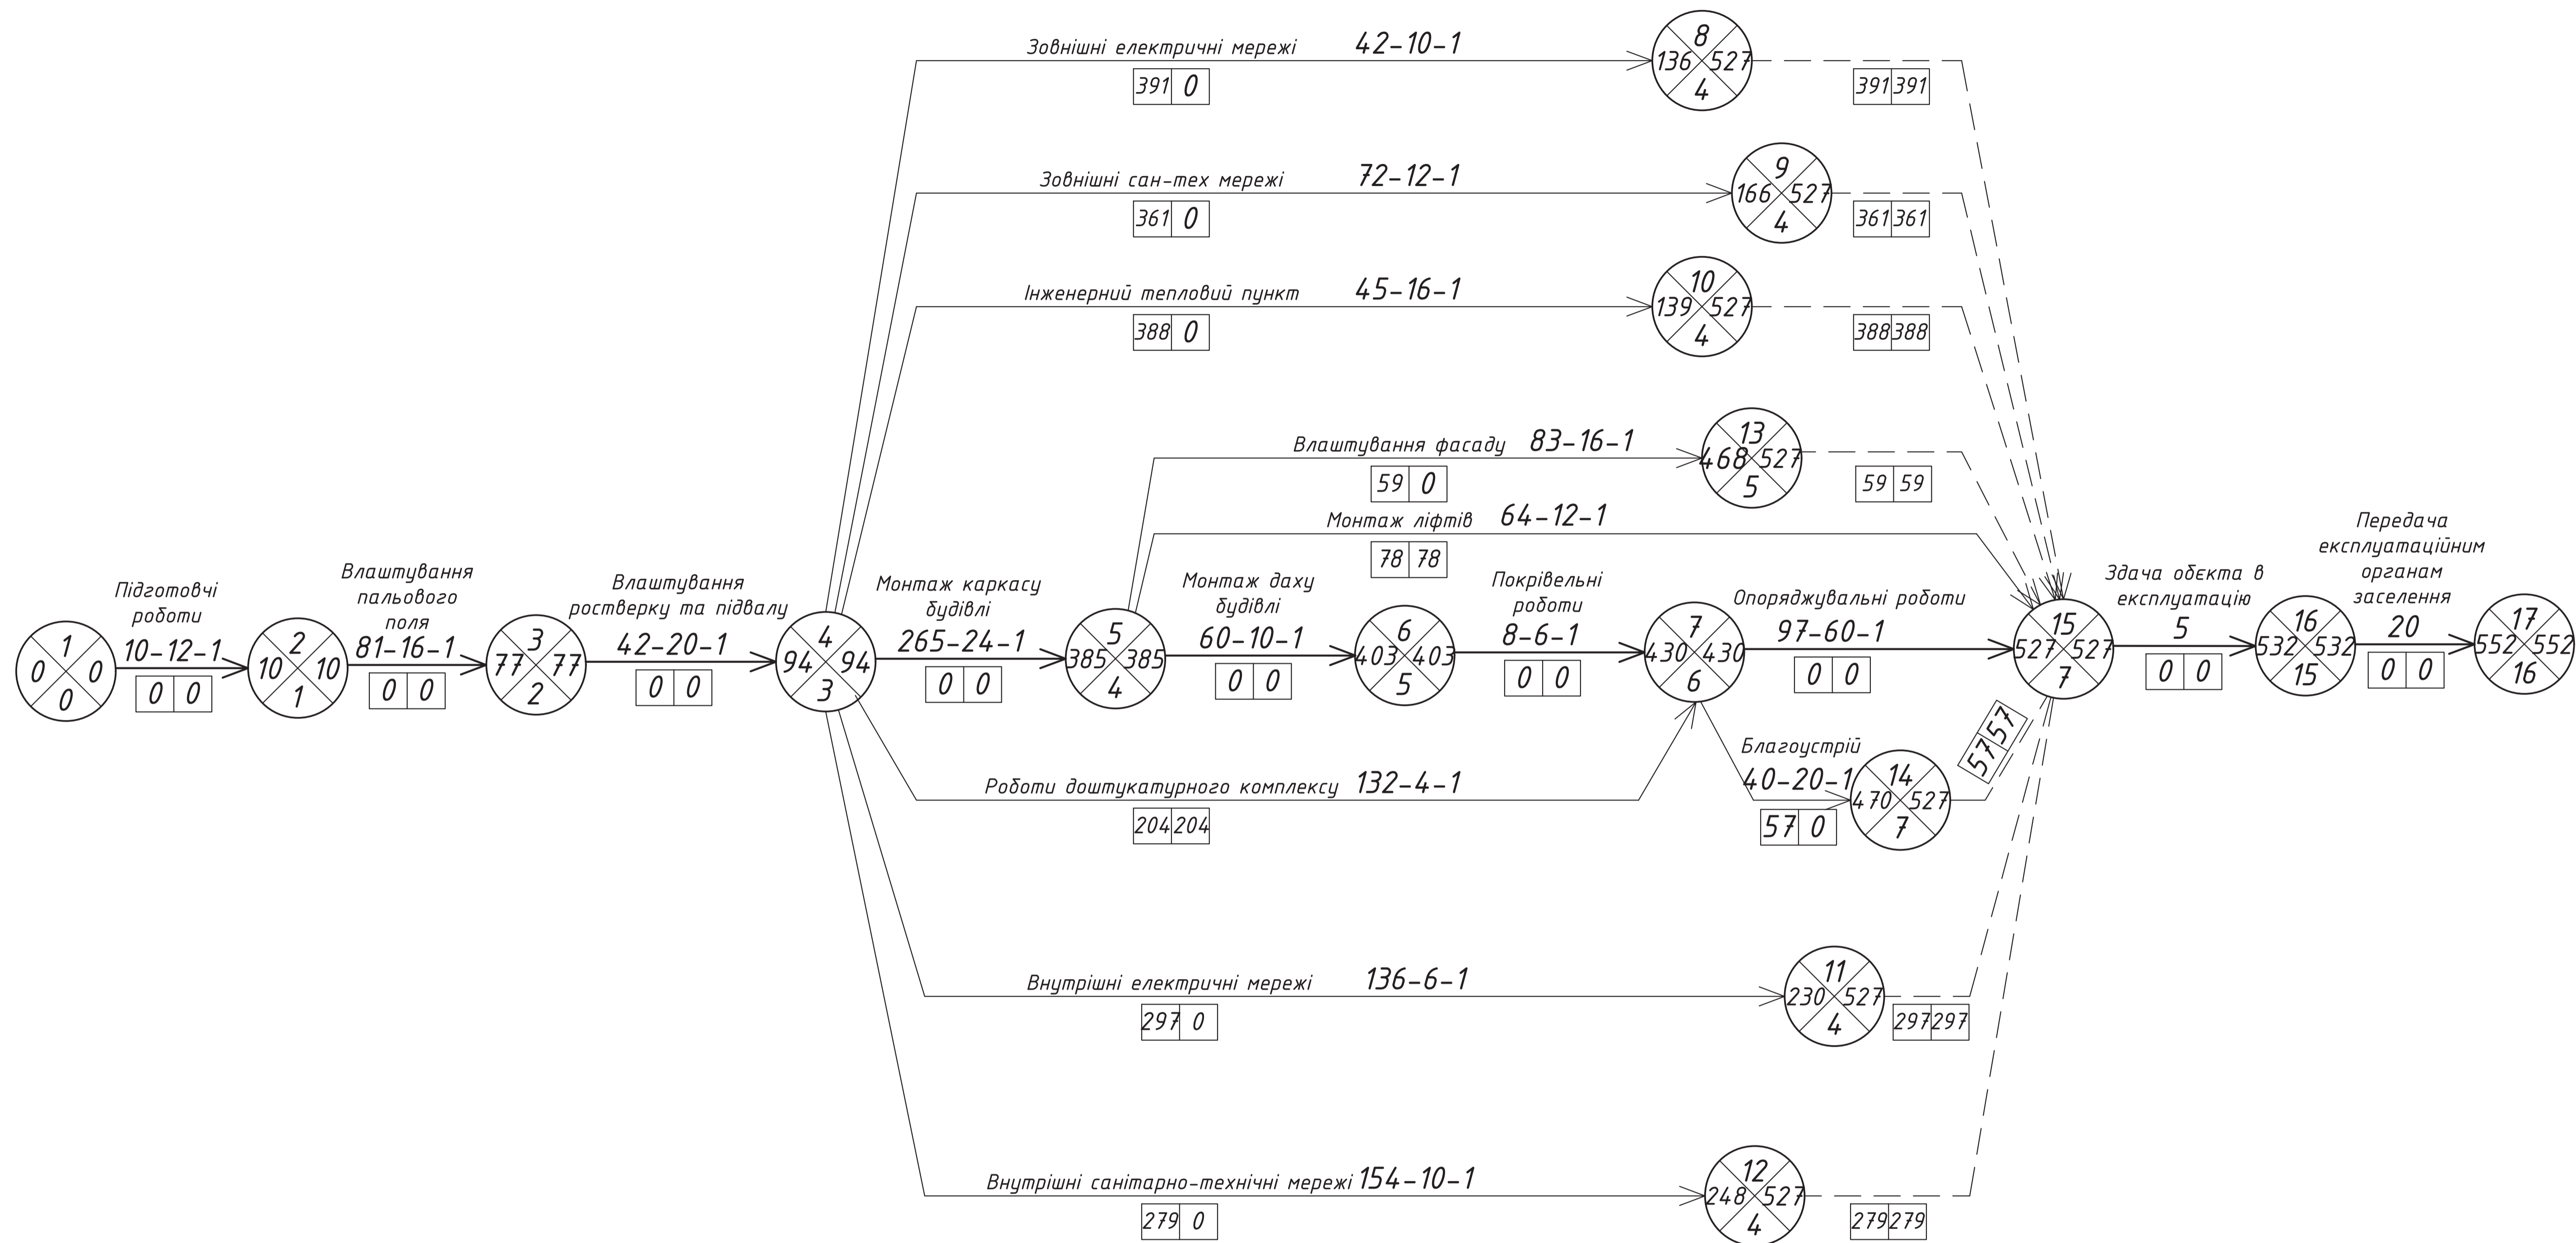 Зовнішні електричні мережі 42-10-1
391 0
8
136 527
4
391 391
Зовнішні сан-тех мережі 72-12-1
361 0
9
166 527
4
361 361
Інженерний тепловий пункт 45-16-1
388 0
10
139 527
4
388 388
Влаштування фасаду 83-16-1
59 0
13
468 527
5
59 59
Монтаж ліфтів 64-12-1
78 78
1
0 0
0
Підготовчі
роботи
10-12-1
0 0
2
10 10
1
Влаштування
пальового
поля
81-16-1
0 0
3
77 77
2
Влаштування
ростверку та підвалу
42-20-1
0 0
4
94 94
3
Монтаж каркасу
будівлі
265-24-1
0 0
5
385 385
4
Монтаж даху
будівлі
60-10-1
0 0
6
403 403
5
Покрівельні
роботи
8-6-1
0 0
7
430 430
6
Опоряджувальні роботи
97-60-1
0 0
15
527 527
7
Здача обєкта в
експлуатацію
5
0 0
16
532 532
15
Передача
експлуатаційним
органам
заселення
20
0 0
17
552 552
16
Роботи доштукатурного комплексу 132-4-1
204 204
Благоустрій
40-20-1
57 0
14
470 527
7
57 57
Внутрішні електричні мережі 136-6-1
297 0
11
230 527
4
297 297
Внутрішні санітарно-технічні мережі 154-10-1
279 0
12
248 527
4
279 279